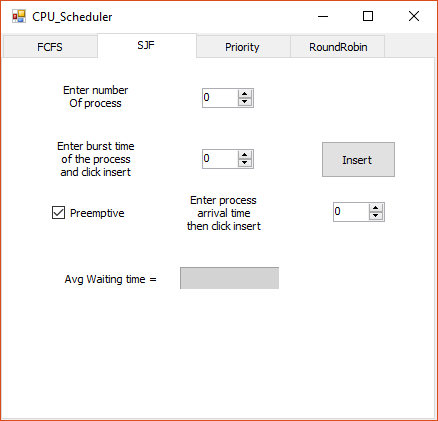 CPU_Scheduler
FCFS
SJF
Priority
RoundRobin
Enter number
Of process
0
Enter burst time
of the process
and click insert
0
Insert
Preemptive
Enter process
arrival time
then click insert
0
Avg Waiting time =